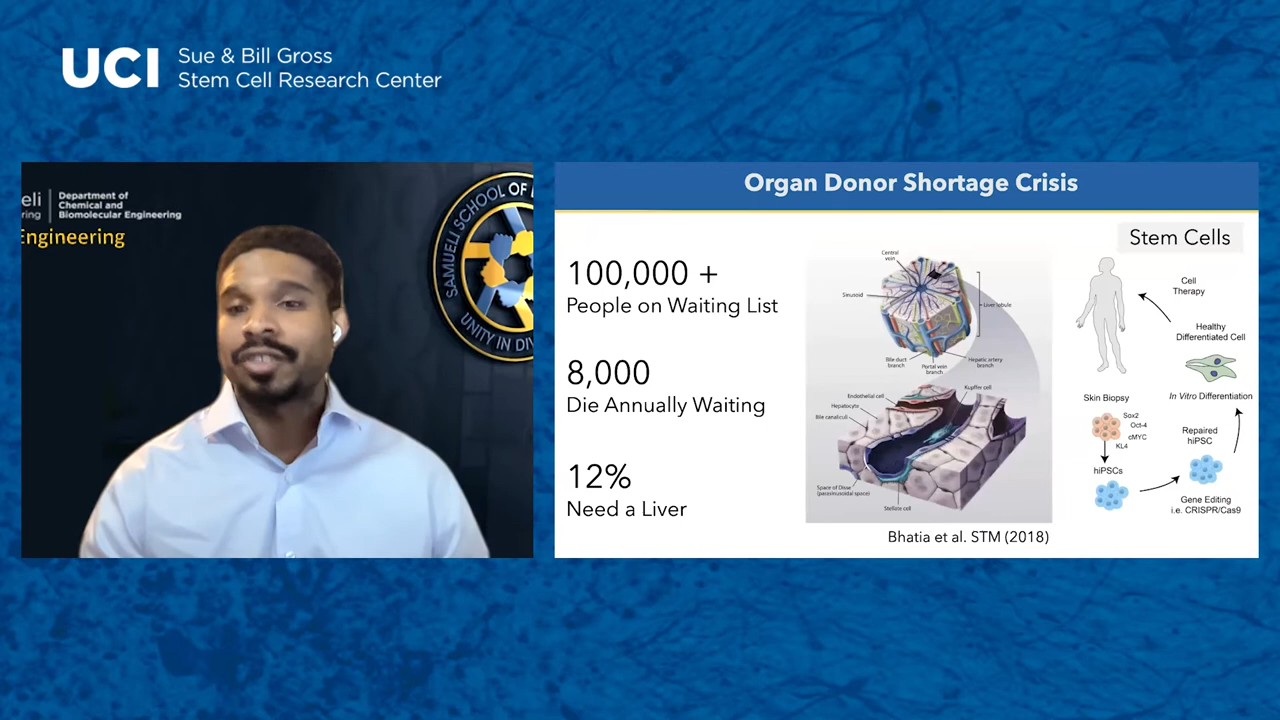 UCI
Sue & Bill Gross
Stem Cell Research Center
eli
ring
Department of
Chemical and
Biomolecular Engineering
Engineering
SAMUELI SCHOOL OF
UNITY IN DIV
Organ Donor Shortage Crisis
100,000 +
People on Waiting List
8,000
Die Annually Waiting
12%
Need a Liver
Central
vein
Sinusoid
Liver lobule
Bile duct
branch
Portal vein
branch
Hepatic artery
branch
Kupffer cell
Endothelial cell
Hepatocyte
Bile canaliculi
Space of Disse
(parasinusoidal space)
Stellate cell
Bhatia et al. STM (2018)
Stem Cells
Cell
Therapy
Healthy
Differentiated Cell
In Vitro Differentiation
Skin Biopsy
Sox2
Oct-4
cMYC
KL4
hiPSCs
Repaired
hiPSC
Gene Editing
i.e. CRISPR/Cas9